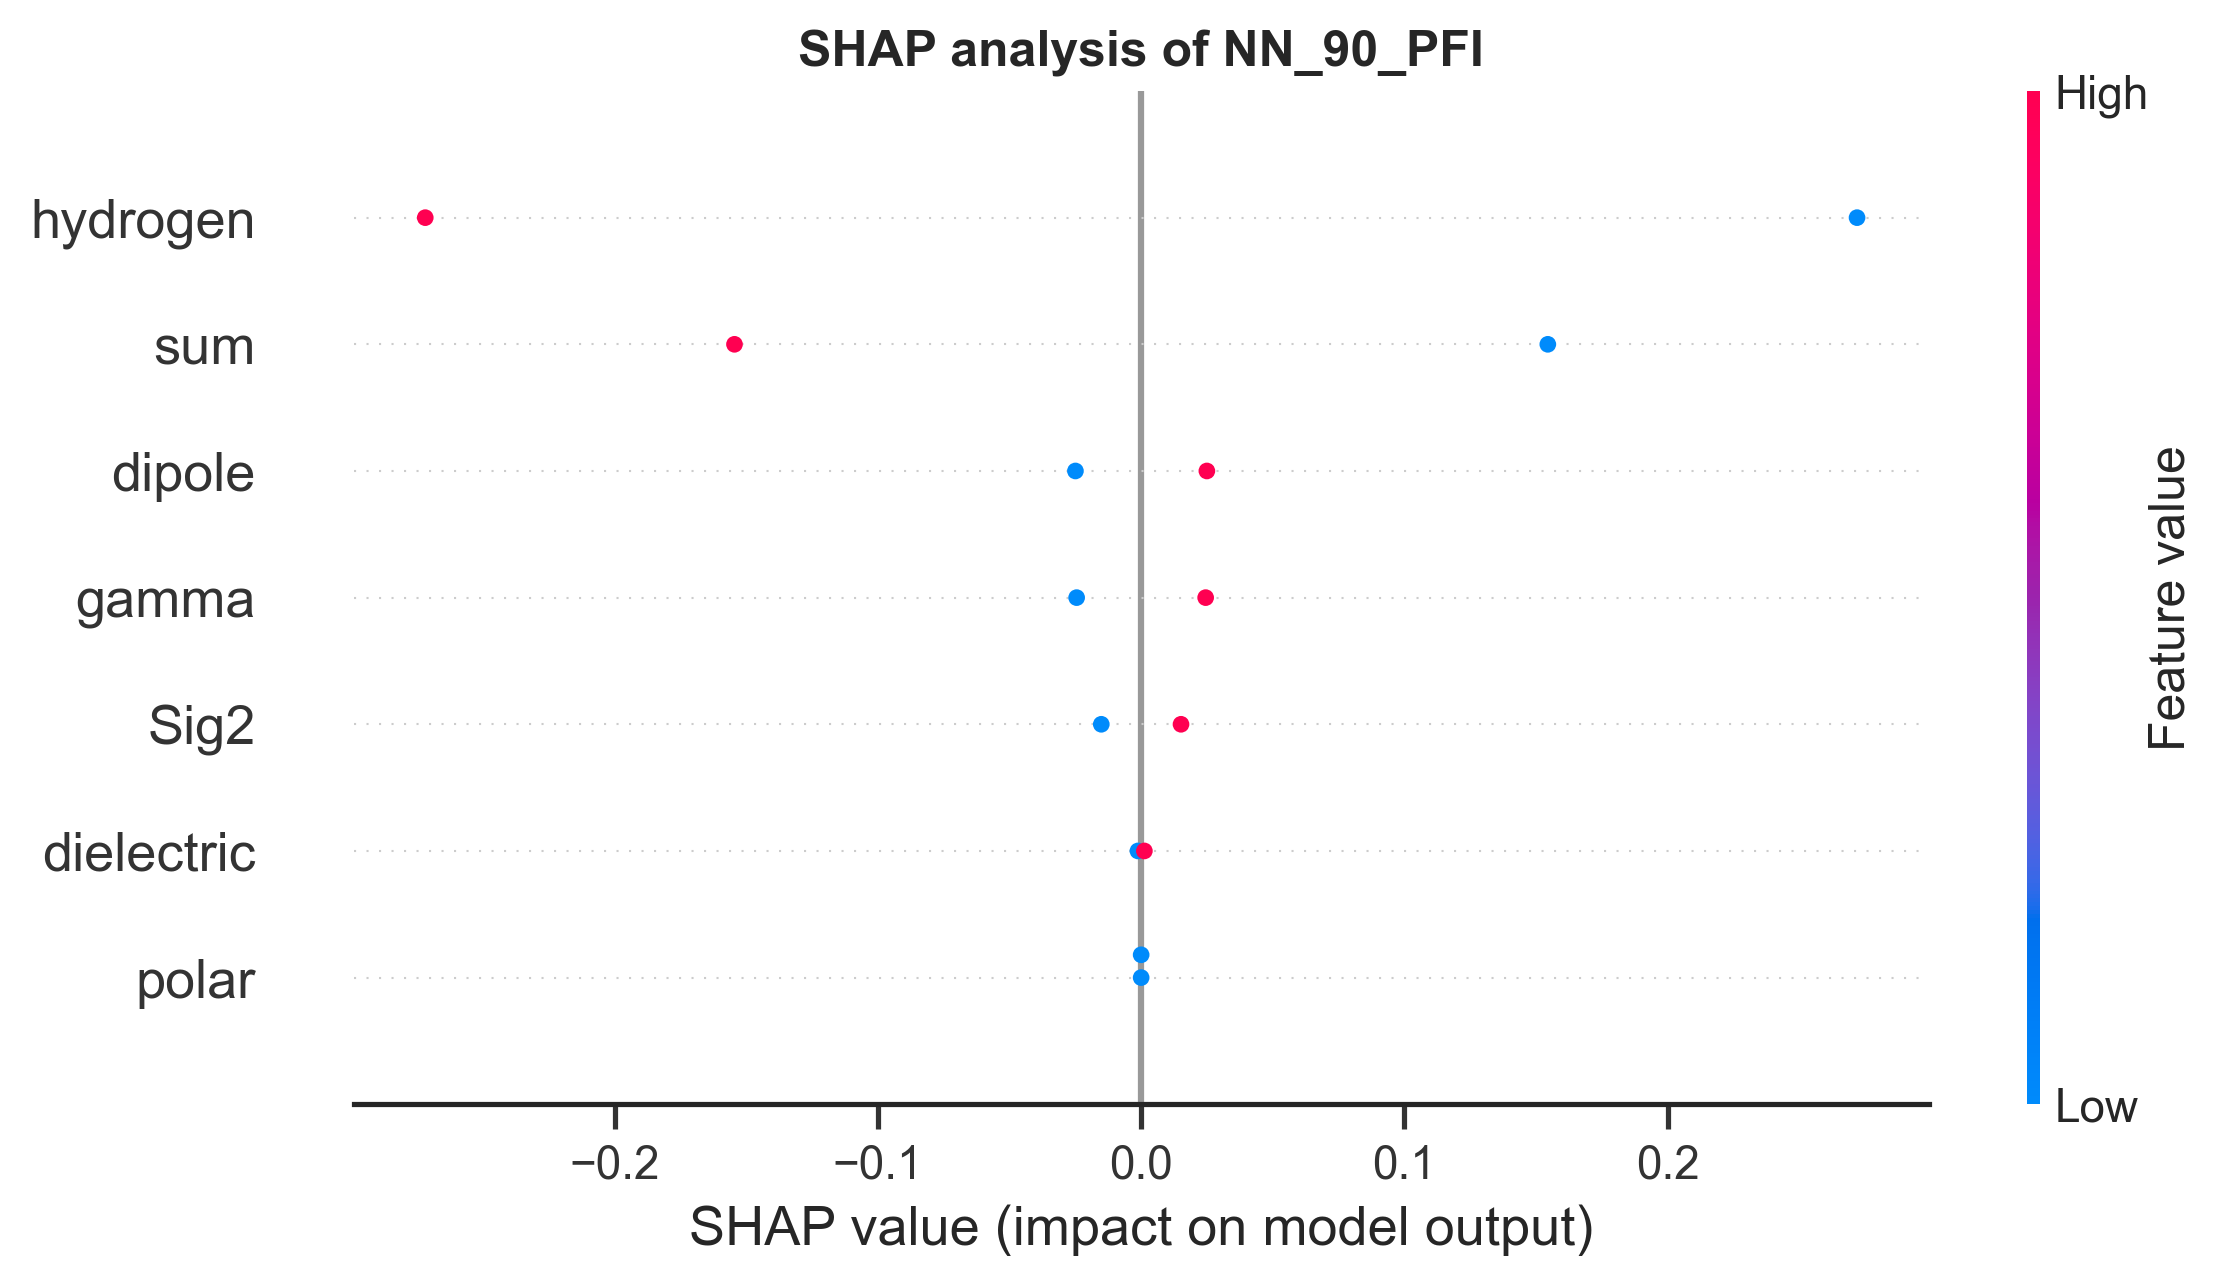 SHAP analysis of NN_90_PFI
High
hydrogen
sum
dipole
gamma
Sig2
dielectric
polar
Feature value
Low
−0.2
−0.1
0.0
0.1
0.2
SHAP value (impact on model output)